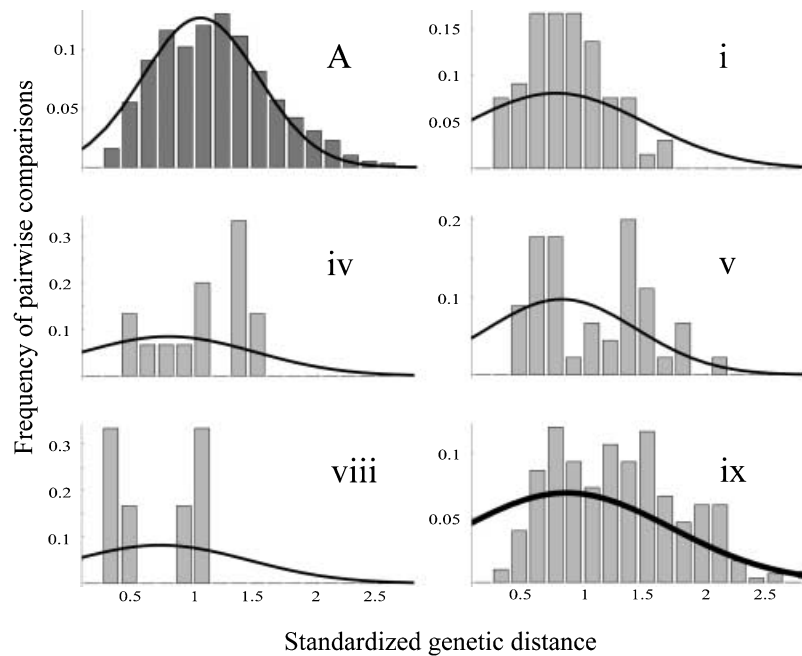 Frequency of pairwise comparisons
A
0.1
0.05
i
0.15
0.1
0.05
iv
0.3
0.2
0.1
v
0.2
0.1
viii
0.3
0.2
0.1
0.5 1 1.5 2 2.5
ix
0.1
0.05
0.5 1 1.5 2 2.5
Standardized genetic distance